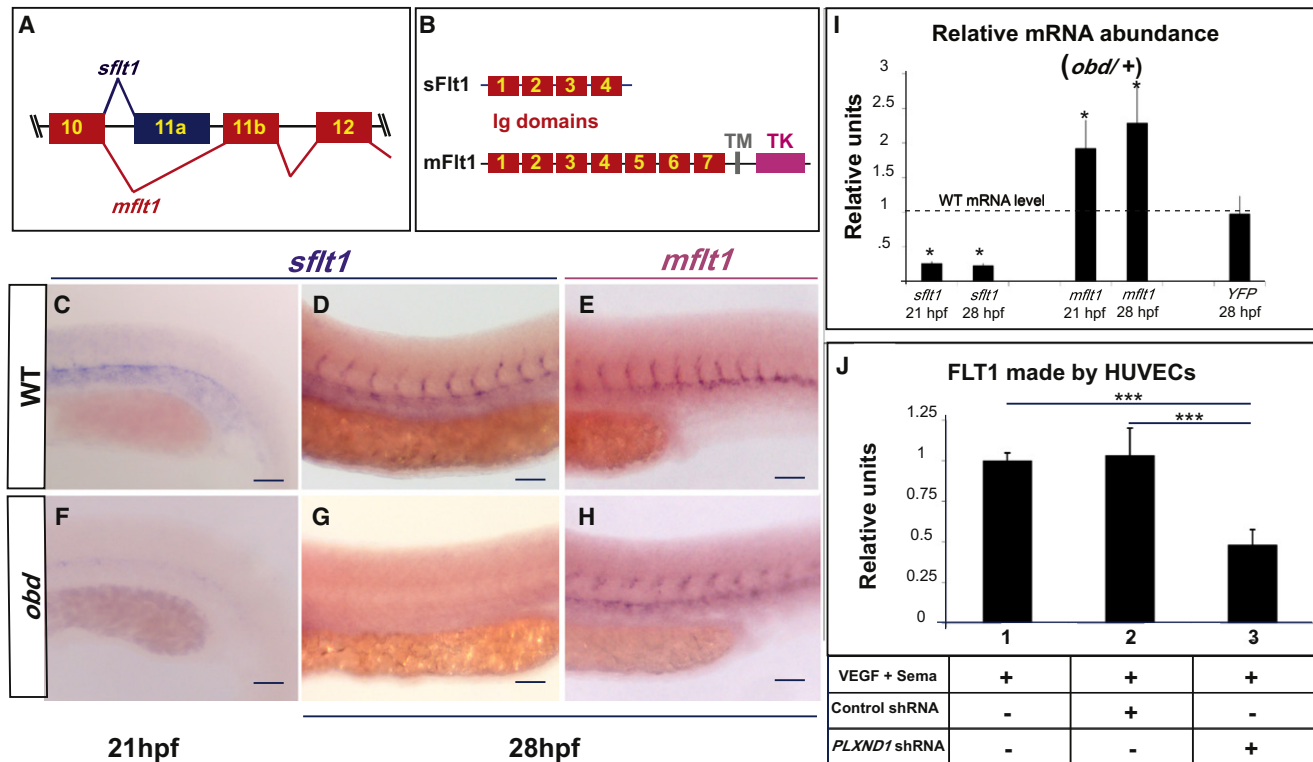 A
sflt1
10
11a
11b
12
mflt1
B
sFlt1
1 2 3 4
Ig domains
TM
TK
mFlt1
1 2 3 4 5 6 7
sflt1
mflt1
WT
obd
C
D
E
F
G
H
21hpf
28hpf
I
Relative mRNA abundance
(obd/+)
Relative units
3
2.5
2
1.5
1
.5
WT mRNA level
*
*
*
*
sflt1
21 hpf
sflt1
28 hpf
mflt1
21 hpf
mflt1
28 hpf
YFP
28 hpf
J
FLT1 made by HUVECs
Relative units
1.25
1
0.75
0.5
0.25
0
***
***
1 2 3
VEGF + Sema + + +
Control shRNA - + -
PLXND1 shRNA - - +